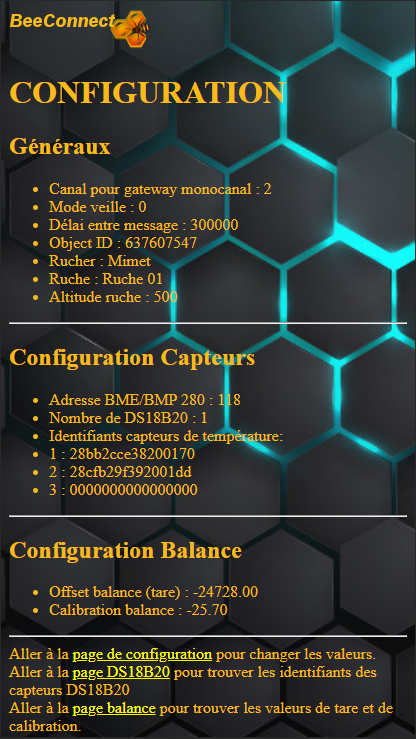 BeeConnect
CONFIGURATION
Généraux
Canal pour gateway monocanal : 2
Mode veille : 0
Délai entre message : 300000
Object ID : 637607547
Rucher : Mimet
Ruche : Ruche 01
Altitude ruche : 500
Configuration Capteurs
Adresse BME/BMP 280 : 118
Nombre de DS18B20 : 1
Identifiants capteurs de température:
1 : 28bb2cce38200170
2 : 28cfb29f392001dd
3 : 0000000000000000
Configuration Balance
Offset balance (tare) : -24728.00
Calibration balance : -25.70
Aller à la page de configuration pour changer les valeurs.
Aller à la page DS18B20 pour trouver les identifiants des
capteurs DS18B20
Aller à la page balance pour trouver les valeurs de tare et de
calibration.